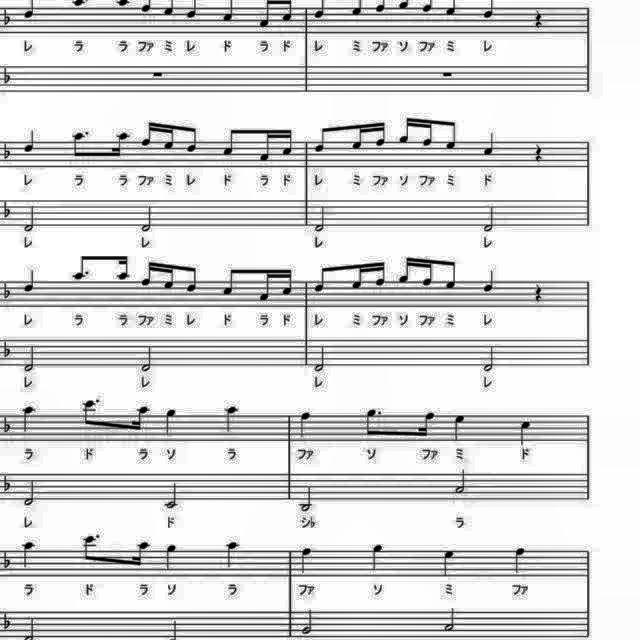 レ ラ ラ ファ ミ レ ド ラ ド レ ミ ファ ソ ファ ミ レ
レ ラ ラ ファ ミ レ ド ラ ド レ ミ ファ ソ ファ ミ ド
レ レ レ レ
レ ラ ラ ファ ミ レ ド ラ ド レ ミ ファ ソ ファ ミ レ
レ レ レ レ
ラ ド ラ ソ ラ ファ ソ ファ ミ ド
レ ド シ♭ ラ
ラ ド ラ ソ ラ ファ ソ ミ ファ